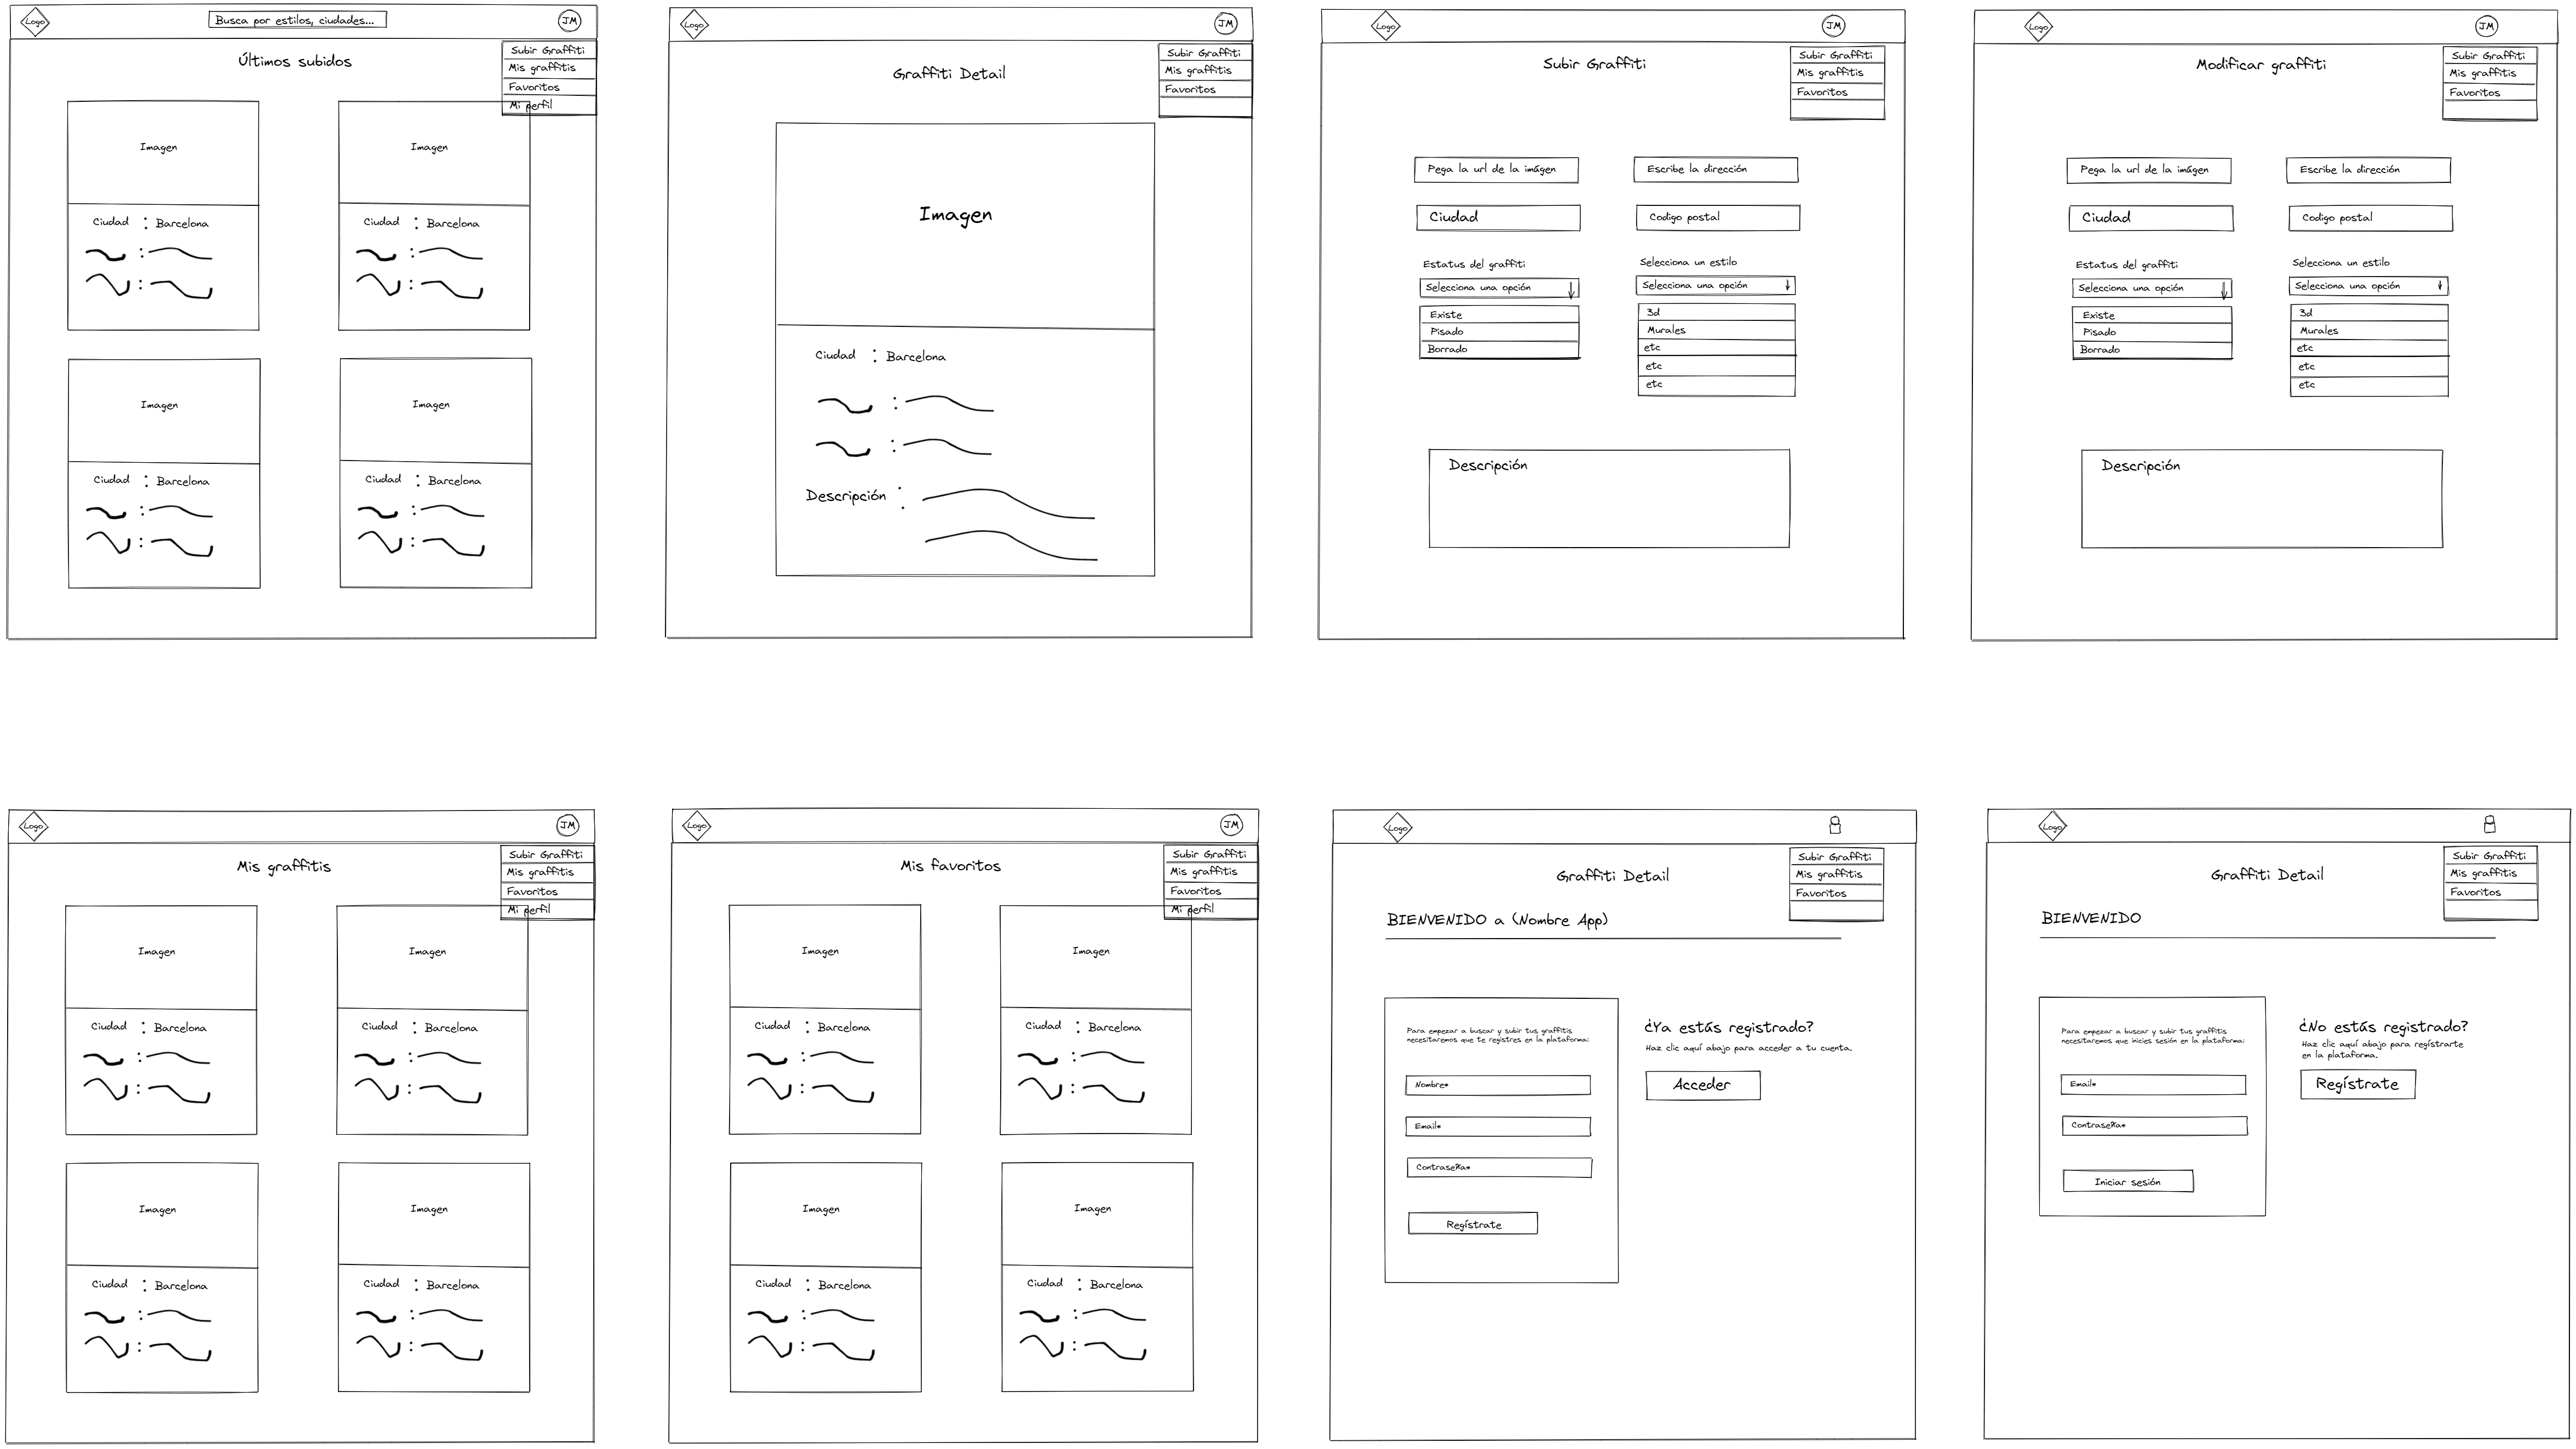 Logo
Busca por estilos, ciudades...
JM
Últimos subidos
Subir Graffiti
Mis graffitis
Favoritos
Mi perfil
Imagen
Ciudad : Barcelona
Imagen
Ciudad : Barcelona
Imagen
Ciudad : Barcelona
Imagen
Ciudad : Barcelona
Logo
JM
Graffiti Detail
Subir Graffiti
Mis graffitis
Favoritos
Imagen
Ciudad : Barcelona
Descripción :
Logo
JM
Subir Graffiti
Subir Graffiti
Mis graffitis
Favoritos
Pega la url de la imágen
Escribe la dirección
Ciudad
Codigo postal
Estatus del graffiti
Selecciona una opción
Existe
Pisado
Borrado
Selecciona un estilo
Selecciona una opción
3d
Murales
etc
etc
etc
Descripción
Logo
JM
Modificar graffiti
Subir Graffiti
Mis graffitis
Favoritos
Pega la url de la imágen
Escribe la dirección
Ciudad
Codigo postal
Estatus del graffiti
Selecciona una opción
Existe
Pisado
Borrado
Selecciona un estilo
Selecciona una opción
3d
Murales
etc
etc
etc
Descripción
Logo
JM
Mis graffitis
Subir Graffiti
Mis graffitis
Favoritos
Mi perfil
Imagen
Ciudad : Barcelona
Imagen
Ciudad : Barcelona
Imagen
Ciudad : Barcelona
Imagen
Ciudad : Barcelona
Logo
JM
Mis favoritos
Subir Graffiti
Mis graffitis
Favoritos
Mi perfil
Imagen
Ciudad : Barcelona
Imagen
Ciudad : Barcelona
Imagen
Ciudad : Barcelona
Imagen
Ciudad : Barcelona
Logo
Graffiti Detail
Subir Graffiti
Mis graffitis
Favoritos
BIENVENIDO a (Nombre App)
Para empezar a buscar y subir tus graffitis
necesitaremos que te registres en la plataforma:
Nombre*
Email*
Contraseña*
Regístrate
¿Ya estás registrado?
Haz clic aquí abajo para acceder a tu cuenta.
Acceder
Logo
Graffiti Detail
Subir Graffiti
Mis graffitis
Favoritos
BIENVENIDO
Para empezar a buscar y subir tus graffitis
necesitaremos que inicies sesión en la plataforma:
Email*
Contraseña*
Iniciar sesión
¿No estás registrado?
Haz clic aquí abajo para regístrarte
en la plataforma.
Regístrate